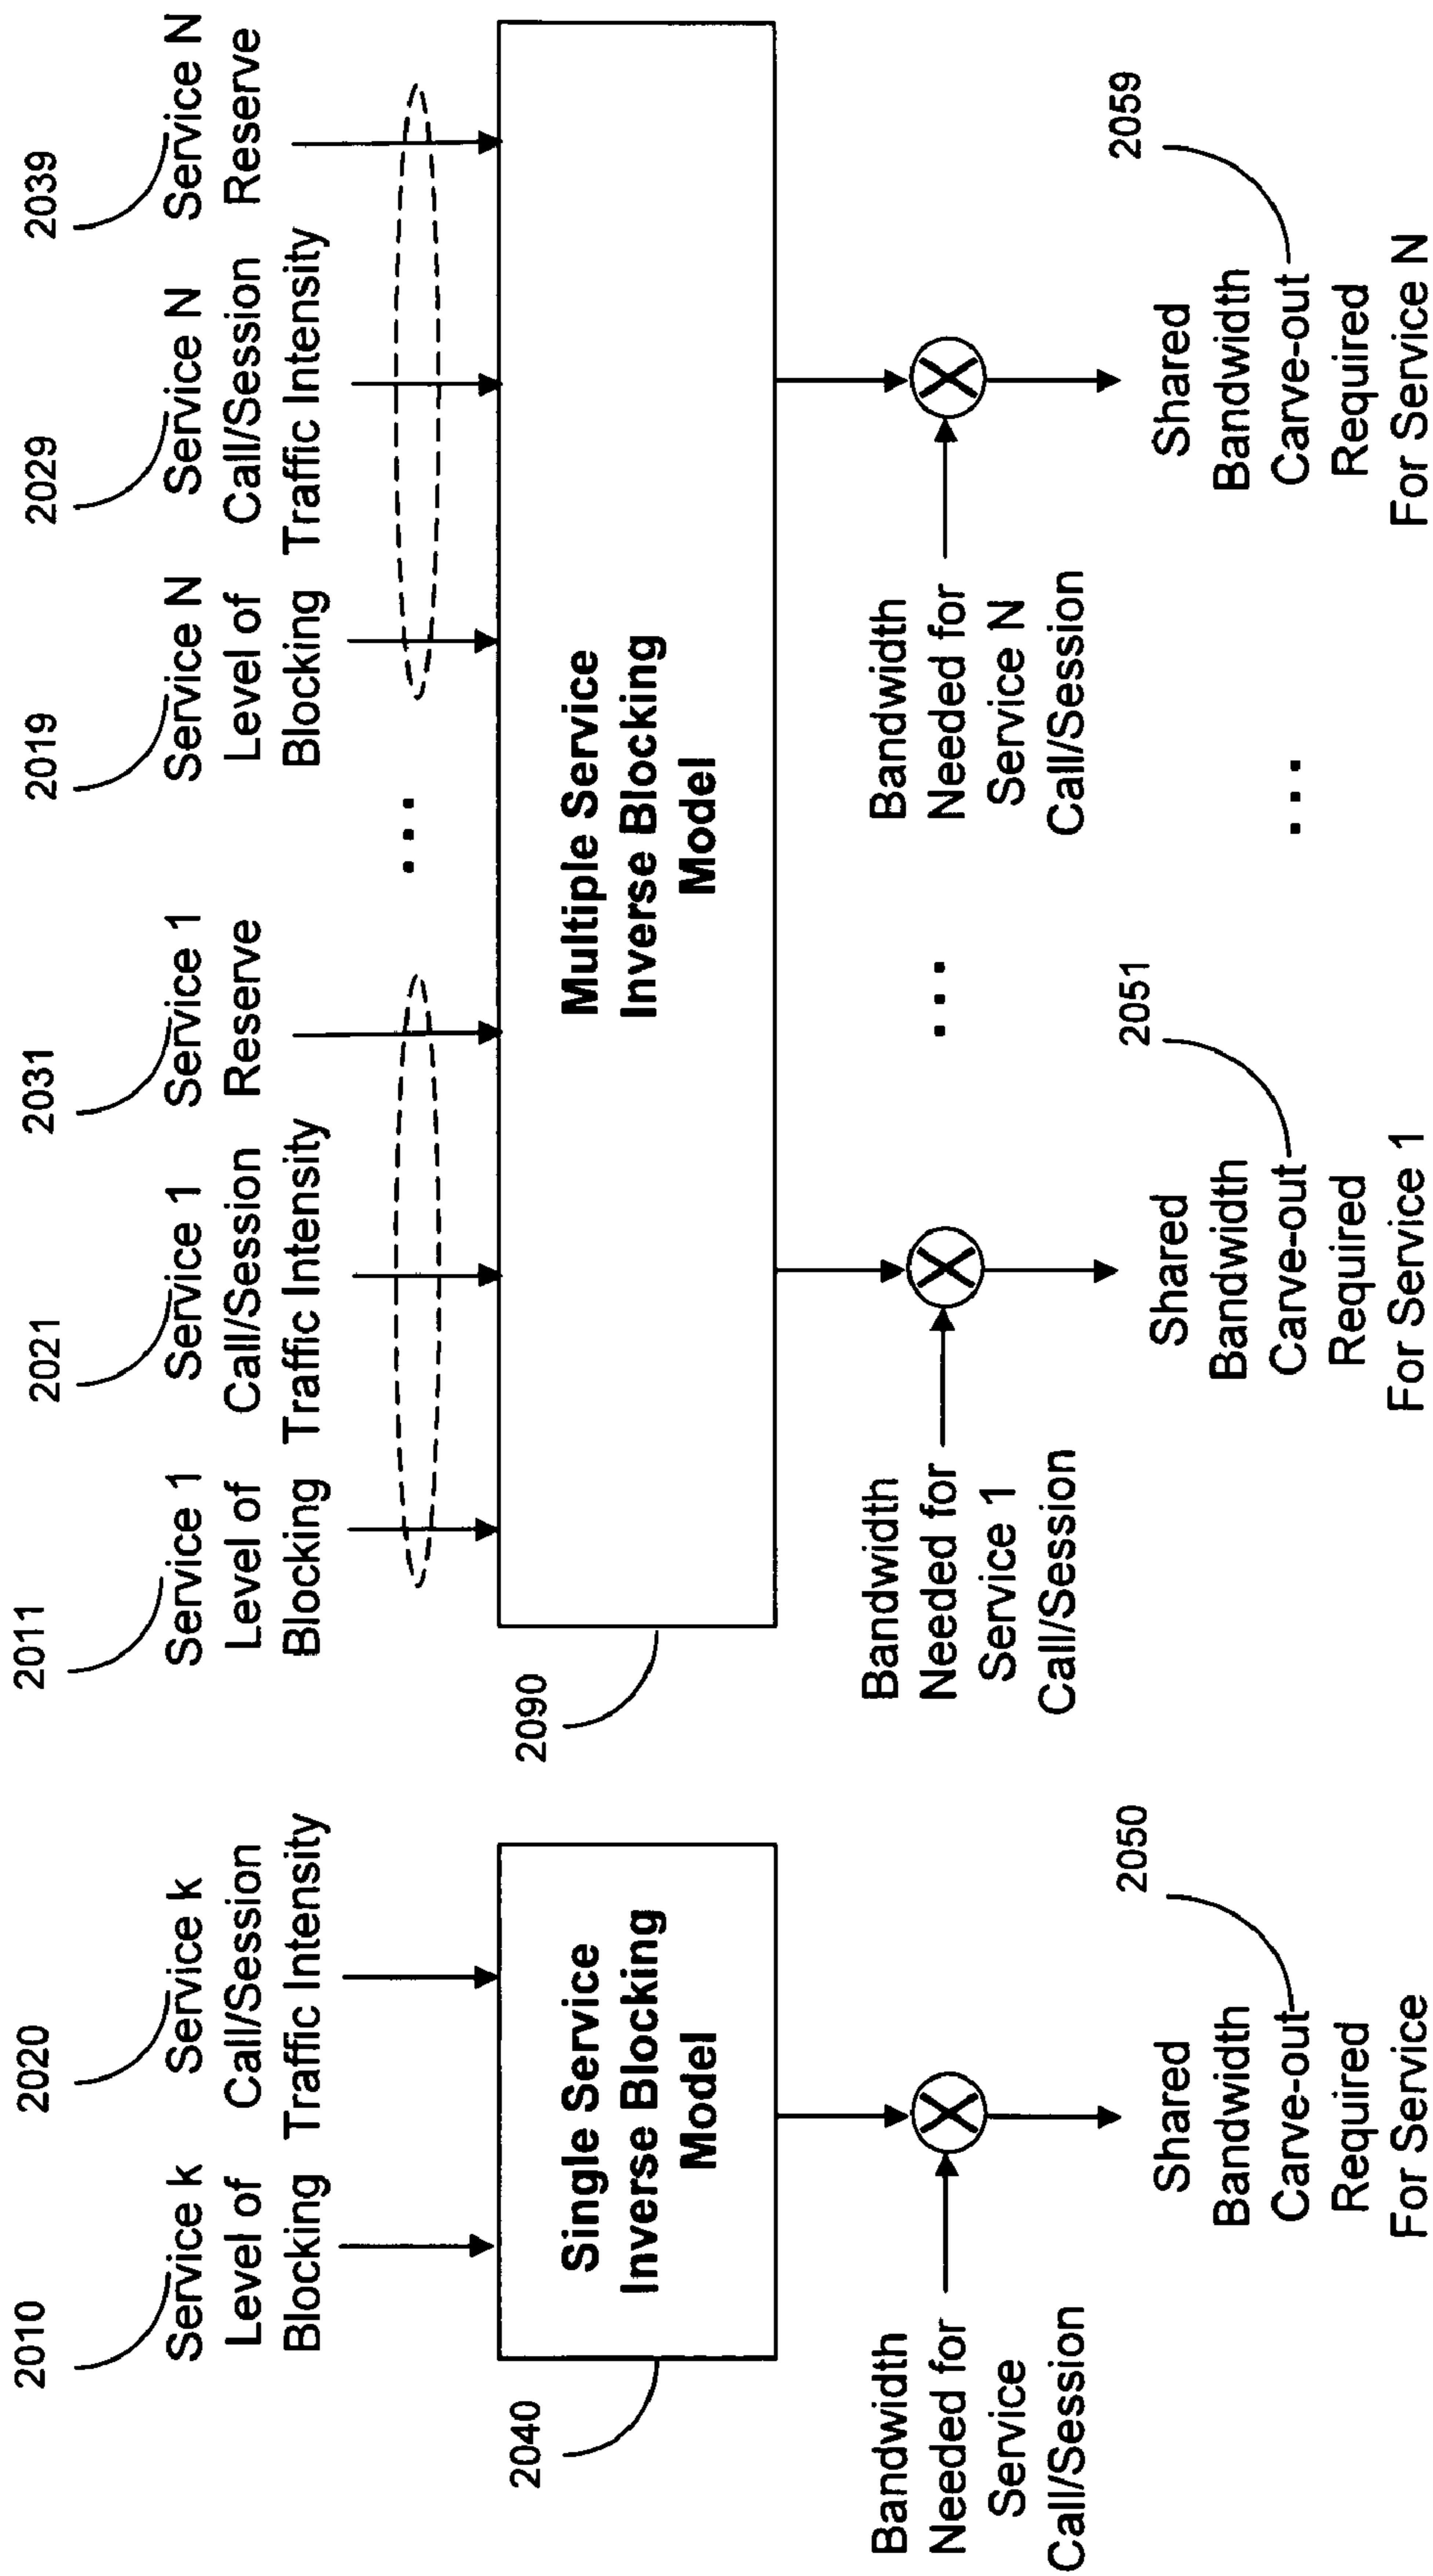 2010
Service k
Level of
Blocking
2020
Service k
Call/Session
Traffic Intensity
2040
Single Service
Inverse Blocking
Model
Bandwidth
Needed for
Service
Call/Session
2050
Shared
Bandwidth
Carve-out
Required
For Service
2011
Service 1
Level of
Blocking
2021
Service 1
Call/Session
Traffic Intensity
2031
Service 1
Reserve
...
2019
Service N
Level of
Blocking
2029
Service N
Call/Session
Traffic Intensity
2039
Service N
Reserve
2090
Multiple Service
Inverse Blocking
Model
Bandwidth
Needed for
Service 1
Call/Session
...
Bandwidth
Needed for
Service N
Call/Session
2051
Shared
Bandwidth
Carve-out
Required
For Service 1
...
2059
Shared
Bandwidth
Carve-out
Required
For Service N